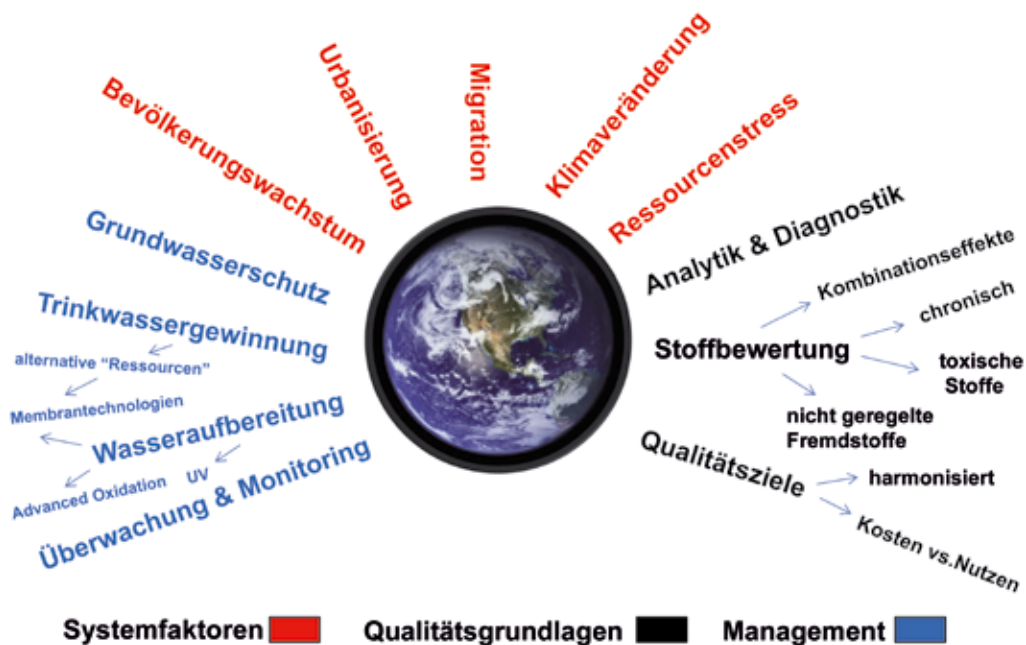 Bevölkerungswachstum
Urbanisierung
Migration
Klimaveränderung
Ressourcenstress
Grundwasserschutz
Trinkwassergewinnung
alternative “Ressourcen”
Membrantechnologien
Wasseraufbereitung
Advanced Oxidation
UV
Überwachung & Monitoring
Analytik & Diagnostik
Stoffbewertung
Kombinationseffekte
chronisch
toxische
Stoffe
nicht geregelte
Fremdstoffe
Qualitätsziele
harmonisiert
Kosten vs.Nutzen
Systemfaktoren
Qualitätsgrundlagen
Management